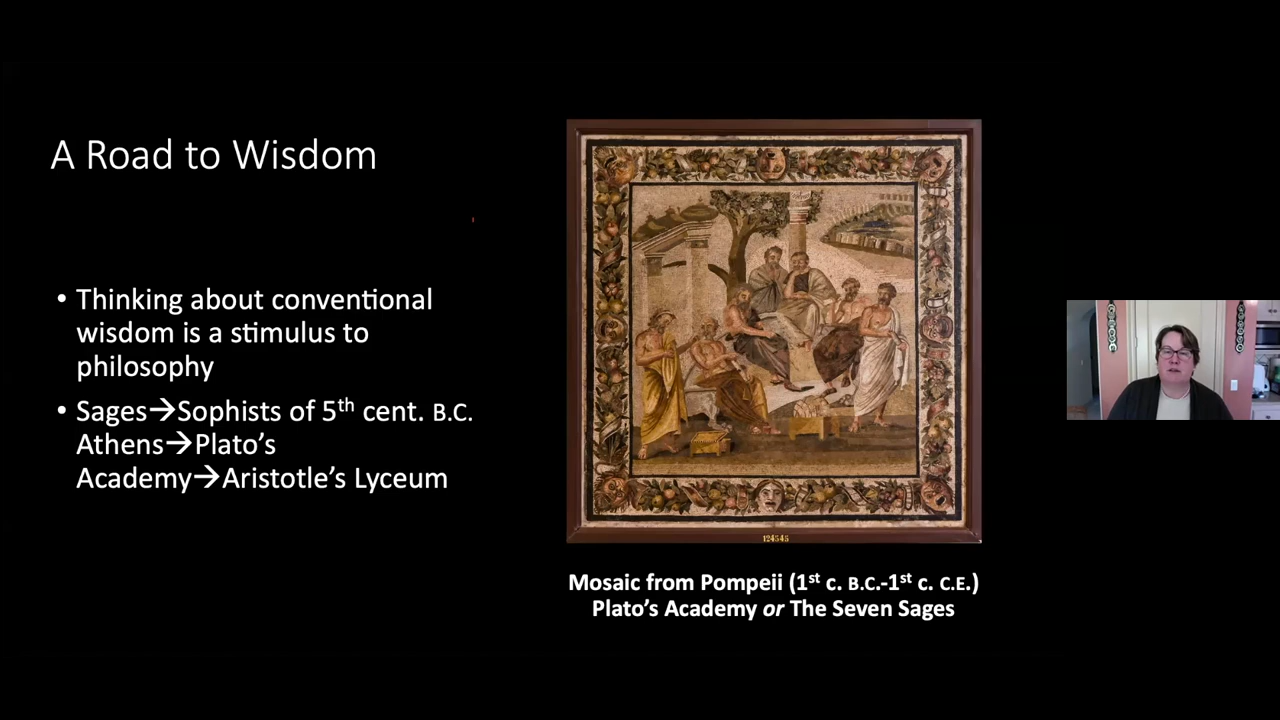 A Road to Wisdom
• Thinking about conventional
wisdom is a stimulus to
philosophy
• Sages→Sophists of 5th cent. B.C.
Athens→Plato's
Academy→Aristotle's Lyceum
124545
Mosaic from Pompeii (1st c. B.C.-1st c. C.E.)
Plato's Academy or The Seven Sages